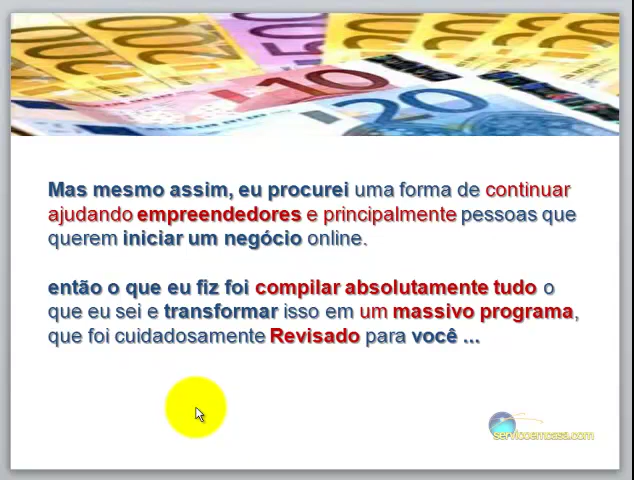 10
20
Mas mesmo assim, eu procurei uma forma de continuar
ajudando empreendedores e principalmente pessoas que
querem iniciar um negócio online.
então o que eu fiz foi compilar absolutamente tudo o
que eu sei e transformar isso em um massivo programa,
que foi cuidadosamente Revisado para você ...
servicoemcasa.com